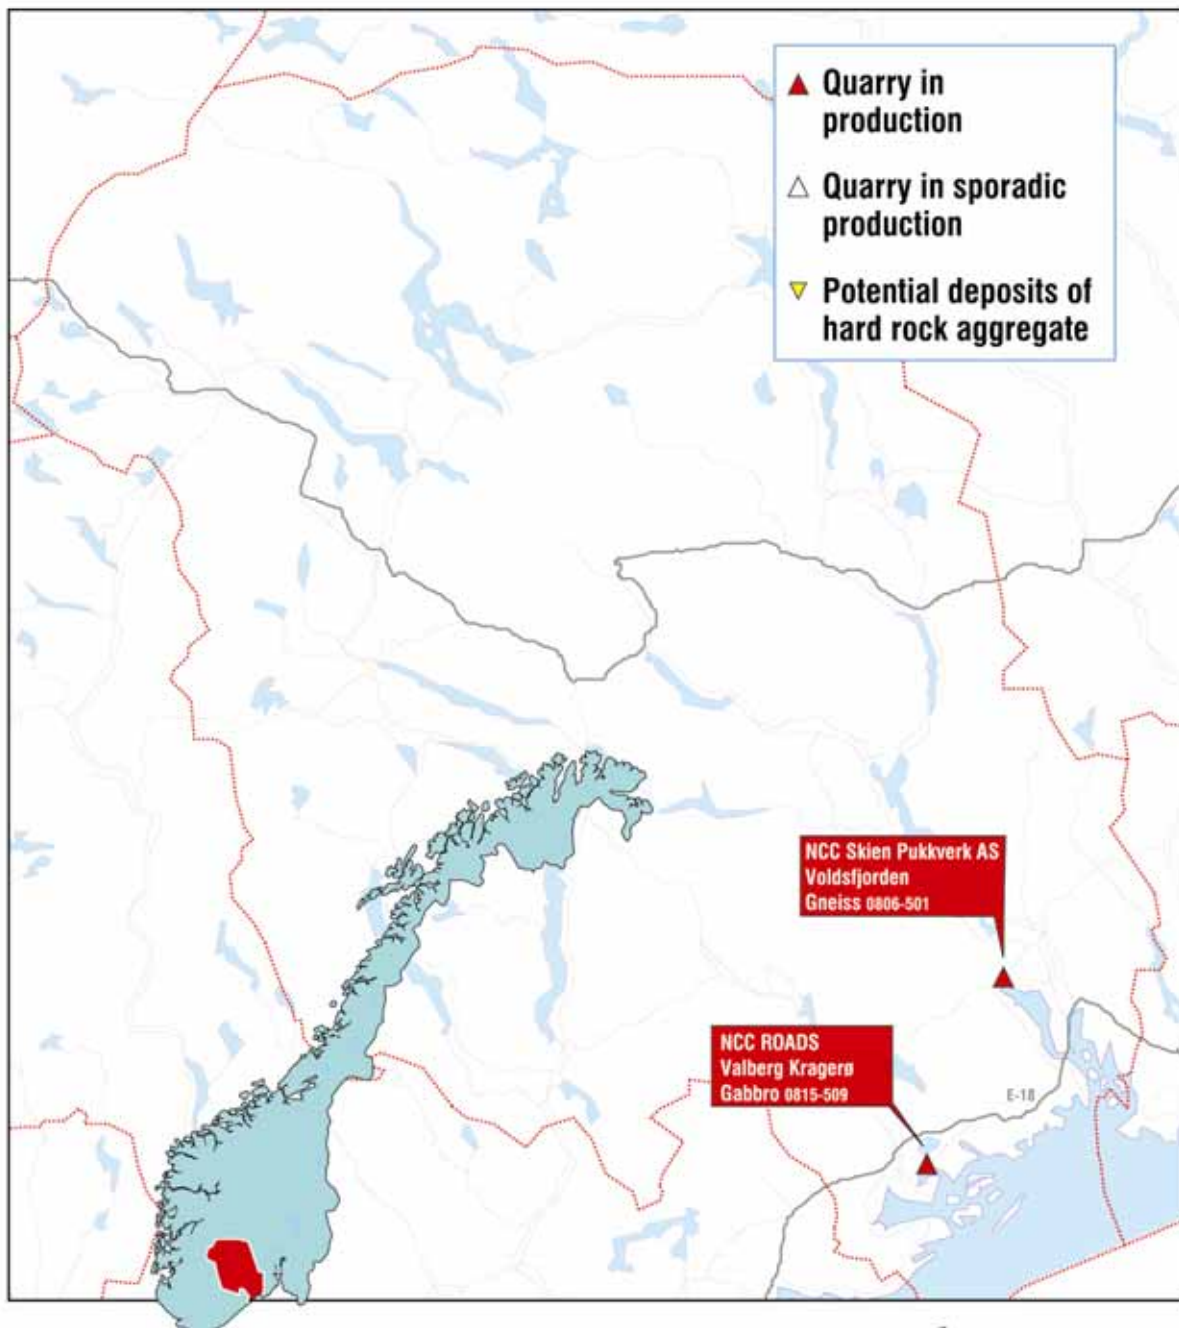 Quarry in
production
Quarry in sporadic
production
Potential deposits of
hard rock aggregate
NCC Skien Pukkverk AS
Voldsfjorden
Gneiss 0806-501
NCC ROADS
Valberg Kragerø
Gabbro 0815-509
E-18